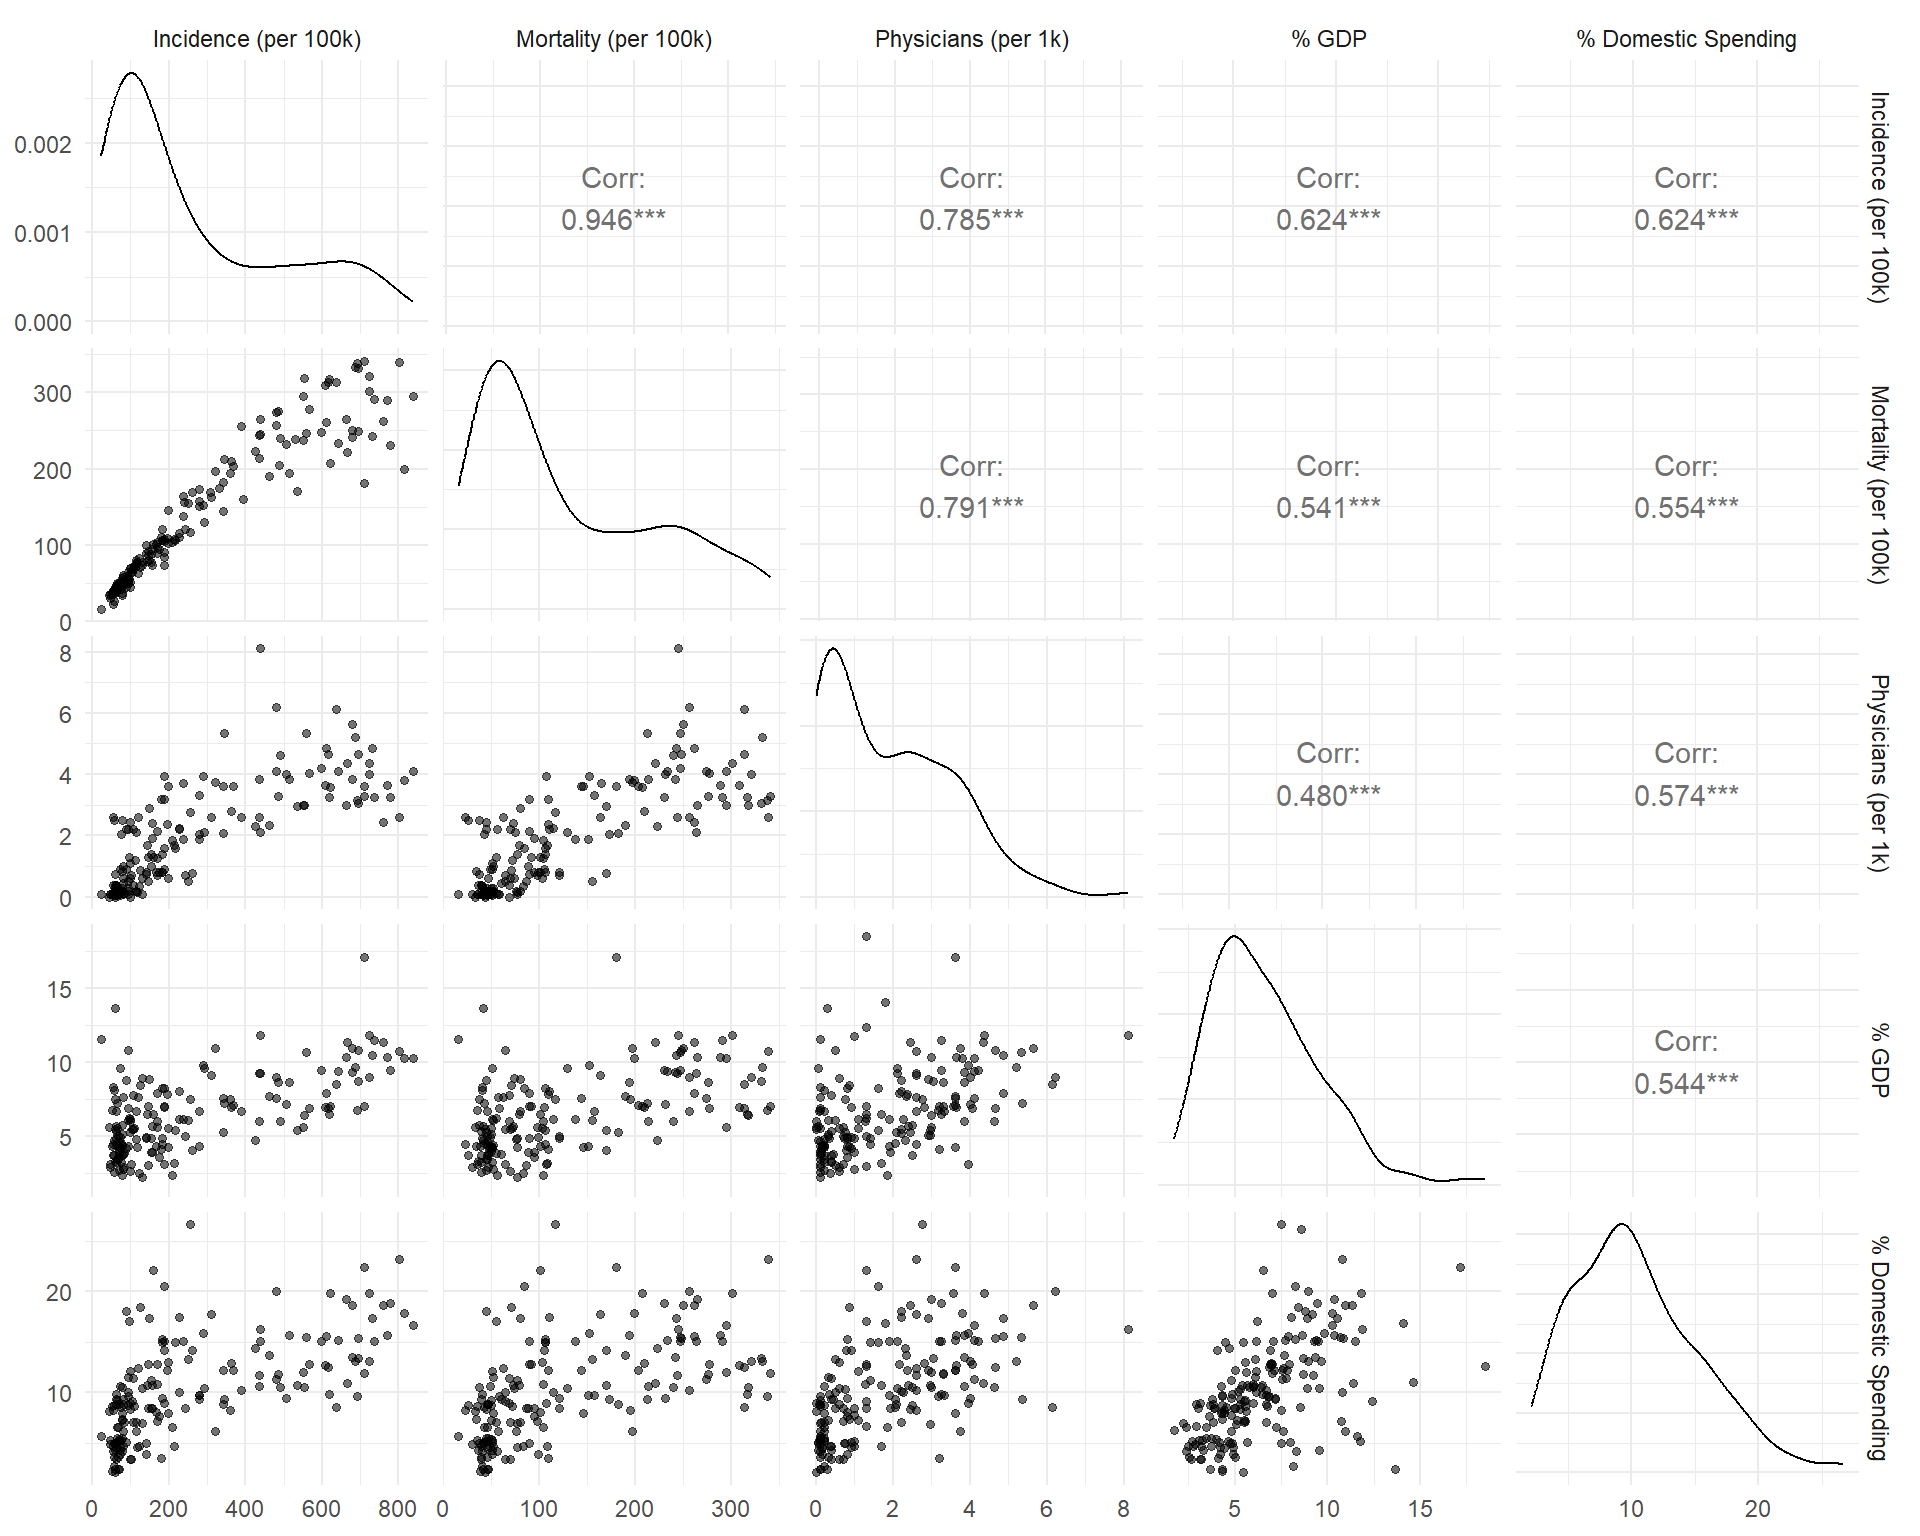 Incidence (per 100k) Mortality (per 100k) Physicians (per 1k) % GDP % Domestic Spending
0.002
0.001
0.000
Corr:
0.946***
Corr:
0.785***
Corr:
0.624***
Corr:
0.624***
Incidence (per 100k)
300
200
100
0
Corr:
0.791***
Corr:
0.541***
Corr:
0.554***
Mortality (per 100k)
8
6
4
2
0
Corr:
0.480***
Corr:
0.574***
Physicians (per 1k)
15
10
5
Corr:
0.544***
% GDP
20
10
% Domestic Spending
0 200 400 600 800 0 100 200 300 0 2 4 6 8 5 10 15 10 20